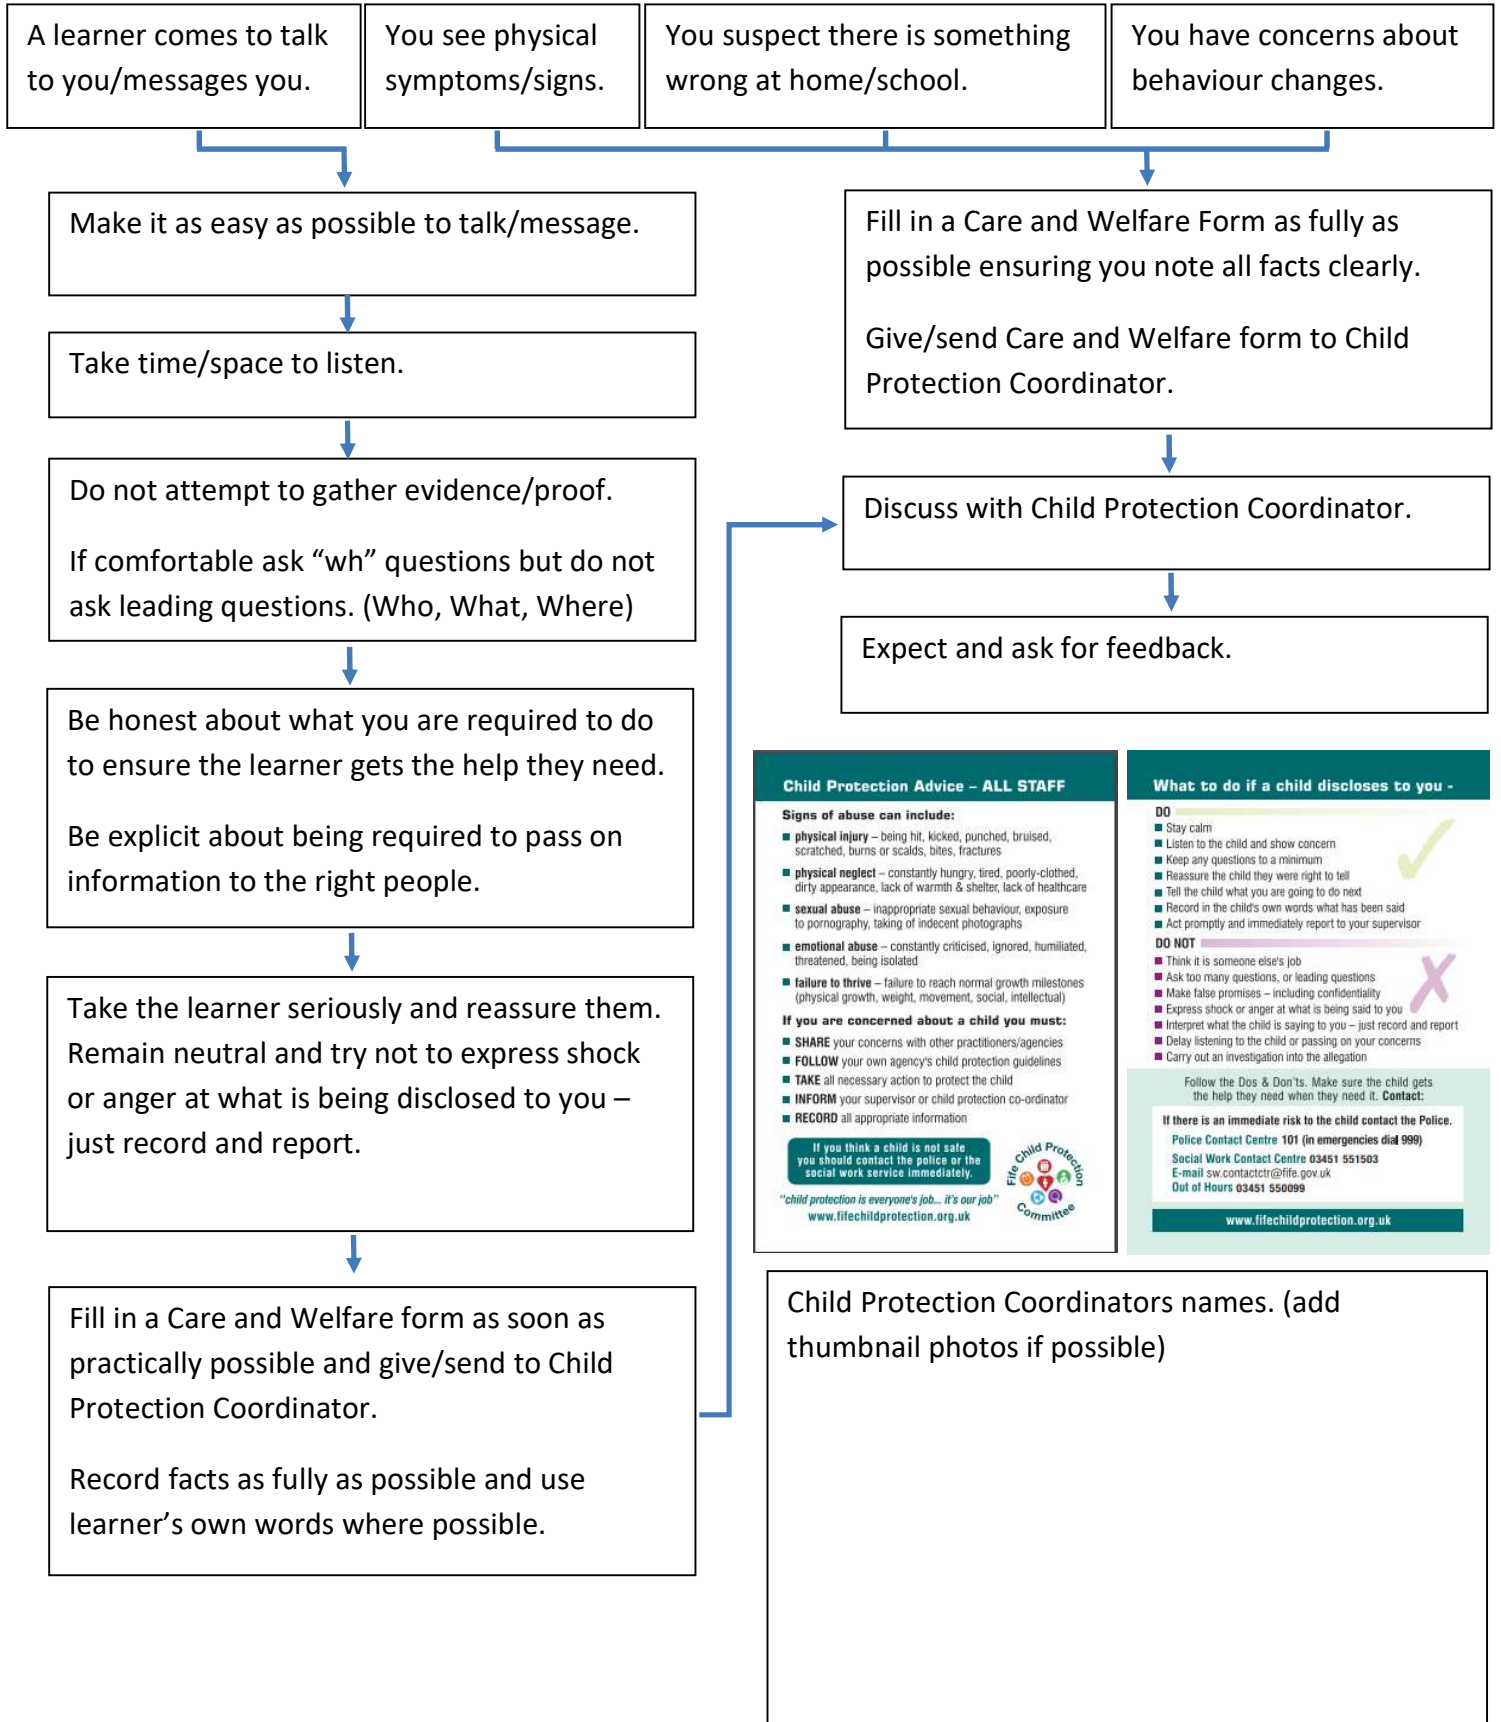 A learner comes to talk
to you/messages you.
You see physical
symptoms/signs.
You suspect there is something
wrong at home/school.
You have concerns about
behaviour changes.
Make it as easy as possible to talk/message.
Take time/space to listen.
Do not attempt to gather evidence/proof.
If comfortable ask “wh” questions but do not
ask leading questions. (Who, What, Where)
Be honest about what you are required to do
to ensure the learner gets the help they need.
Be explicit about being required to pass on
information to the right people.
Take the learner seriously and reassure them.
Remain neutral and try not to express shock
or anger at what is being disclosed to you –
just record and report.
Fill in a Care and Welfare form as soon as
practically possible and give/send to Child
Protection Coordinator.
Record facts as fully as possible and use
learner’s own words where possible.
Fill in a Care and Welfare Form as fully as
possible ensuring you note all facts clearly.
Give/send Care and Welfare form to Child
Protection Coordinator.
Discuss with Child Protection Coordinator.
Expect and ask for feedback.
Child Protection Advice – ALL STAFF
Signs of abuse can include:
physical injury – being hit, kicked, punched, bruised,
scratched, burns or scalds, bites, fractures
physical neglect – constantly hungry, tired, poorly-clothed,
dirty appearance, lack of warmth & shelter, lack of healthcare
sexual abuse – inappropriate sexual behaviour, exposure
to pornography, taking of indecent photographs
emotional abuse – constantly criticised, ignored, humiliated,
threatened, being isolated
failure to thrive – failure to reach normal growth milestones
(physical growth, weight, movement, social, intellectual)
If you are concerned about a child you must:
SHARE your concerns with other practitioners/agencies
FOLLOW your own agency's child protection guidelines
TAKE all necessary action to protect the child
INFORM your supervisor or child protection co-ordinator
RECORD all appropriate information
If you think a child is not safe
you should contact the police or the
social work service immediately.
"child protection is everyone's job... it's our job"
www.fifechildprotection.org.uk
Fife Child Protection
Committee
What to do if a child discloses to you -
DO
Stay calm
Listen to the child and show concern
Keep any questions to a minimum
Reassure the child they were right to tell
Tell the child what you are going to do next
Record in the child's own words what has been said
Act promptly and immediately report to your supervisor
DO NOT
Think it is someone else's job
Ask too many questions, or leading questions
Make false promises – including confidentiality
Express shock or anger at what is being said to you
Interpret what the child is saying to you – just record and report
Delay listening to the child or passing on your concerns
Carry out an investigation into the allegation
Follow the Dos & Don'ts. Make sure the child gets
the help they need when they need it. Contact:
If there is an immediate risk to the child contact the Police.
Police Contact Centre 101 (in emergencies dial 999)
Social Work Contact Centre 03451 551503
E-mail sw.contactctr@fife.gov.uk
Out of Hours 03451 550099
www.fifechildprotection.org.uk
Child Protection Coordinators names. (add
thumbnail photos if possible)